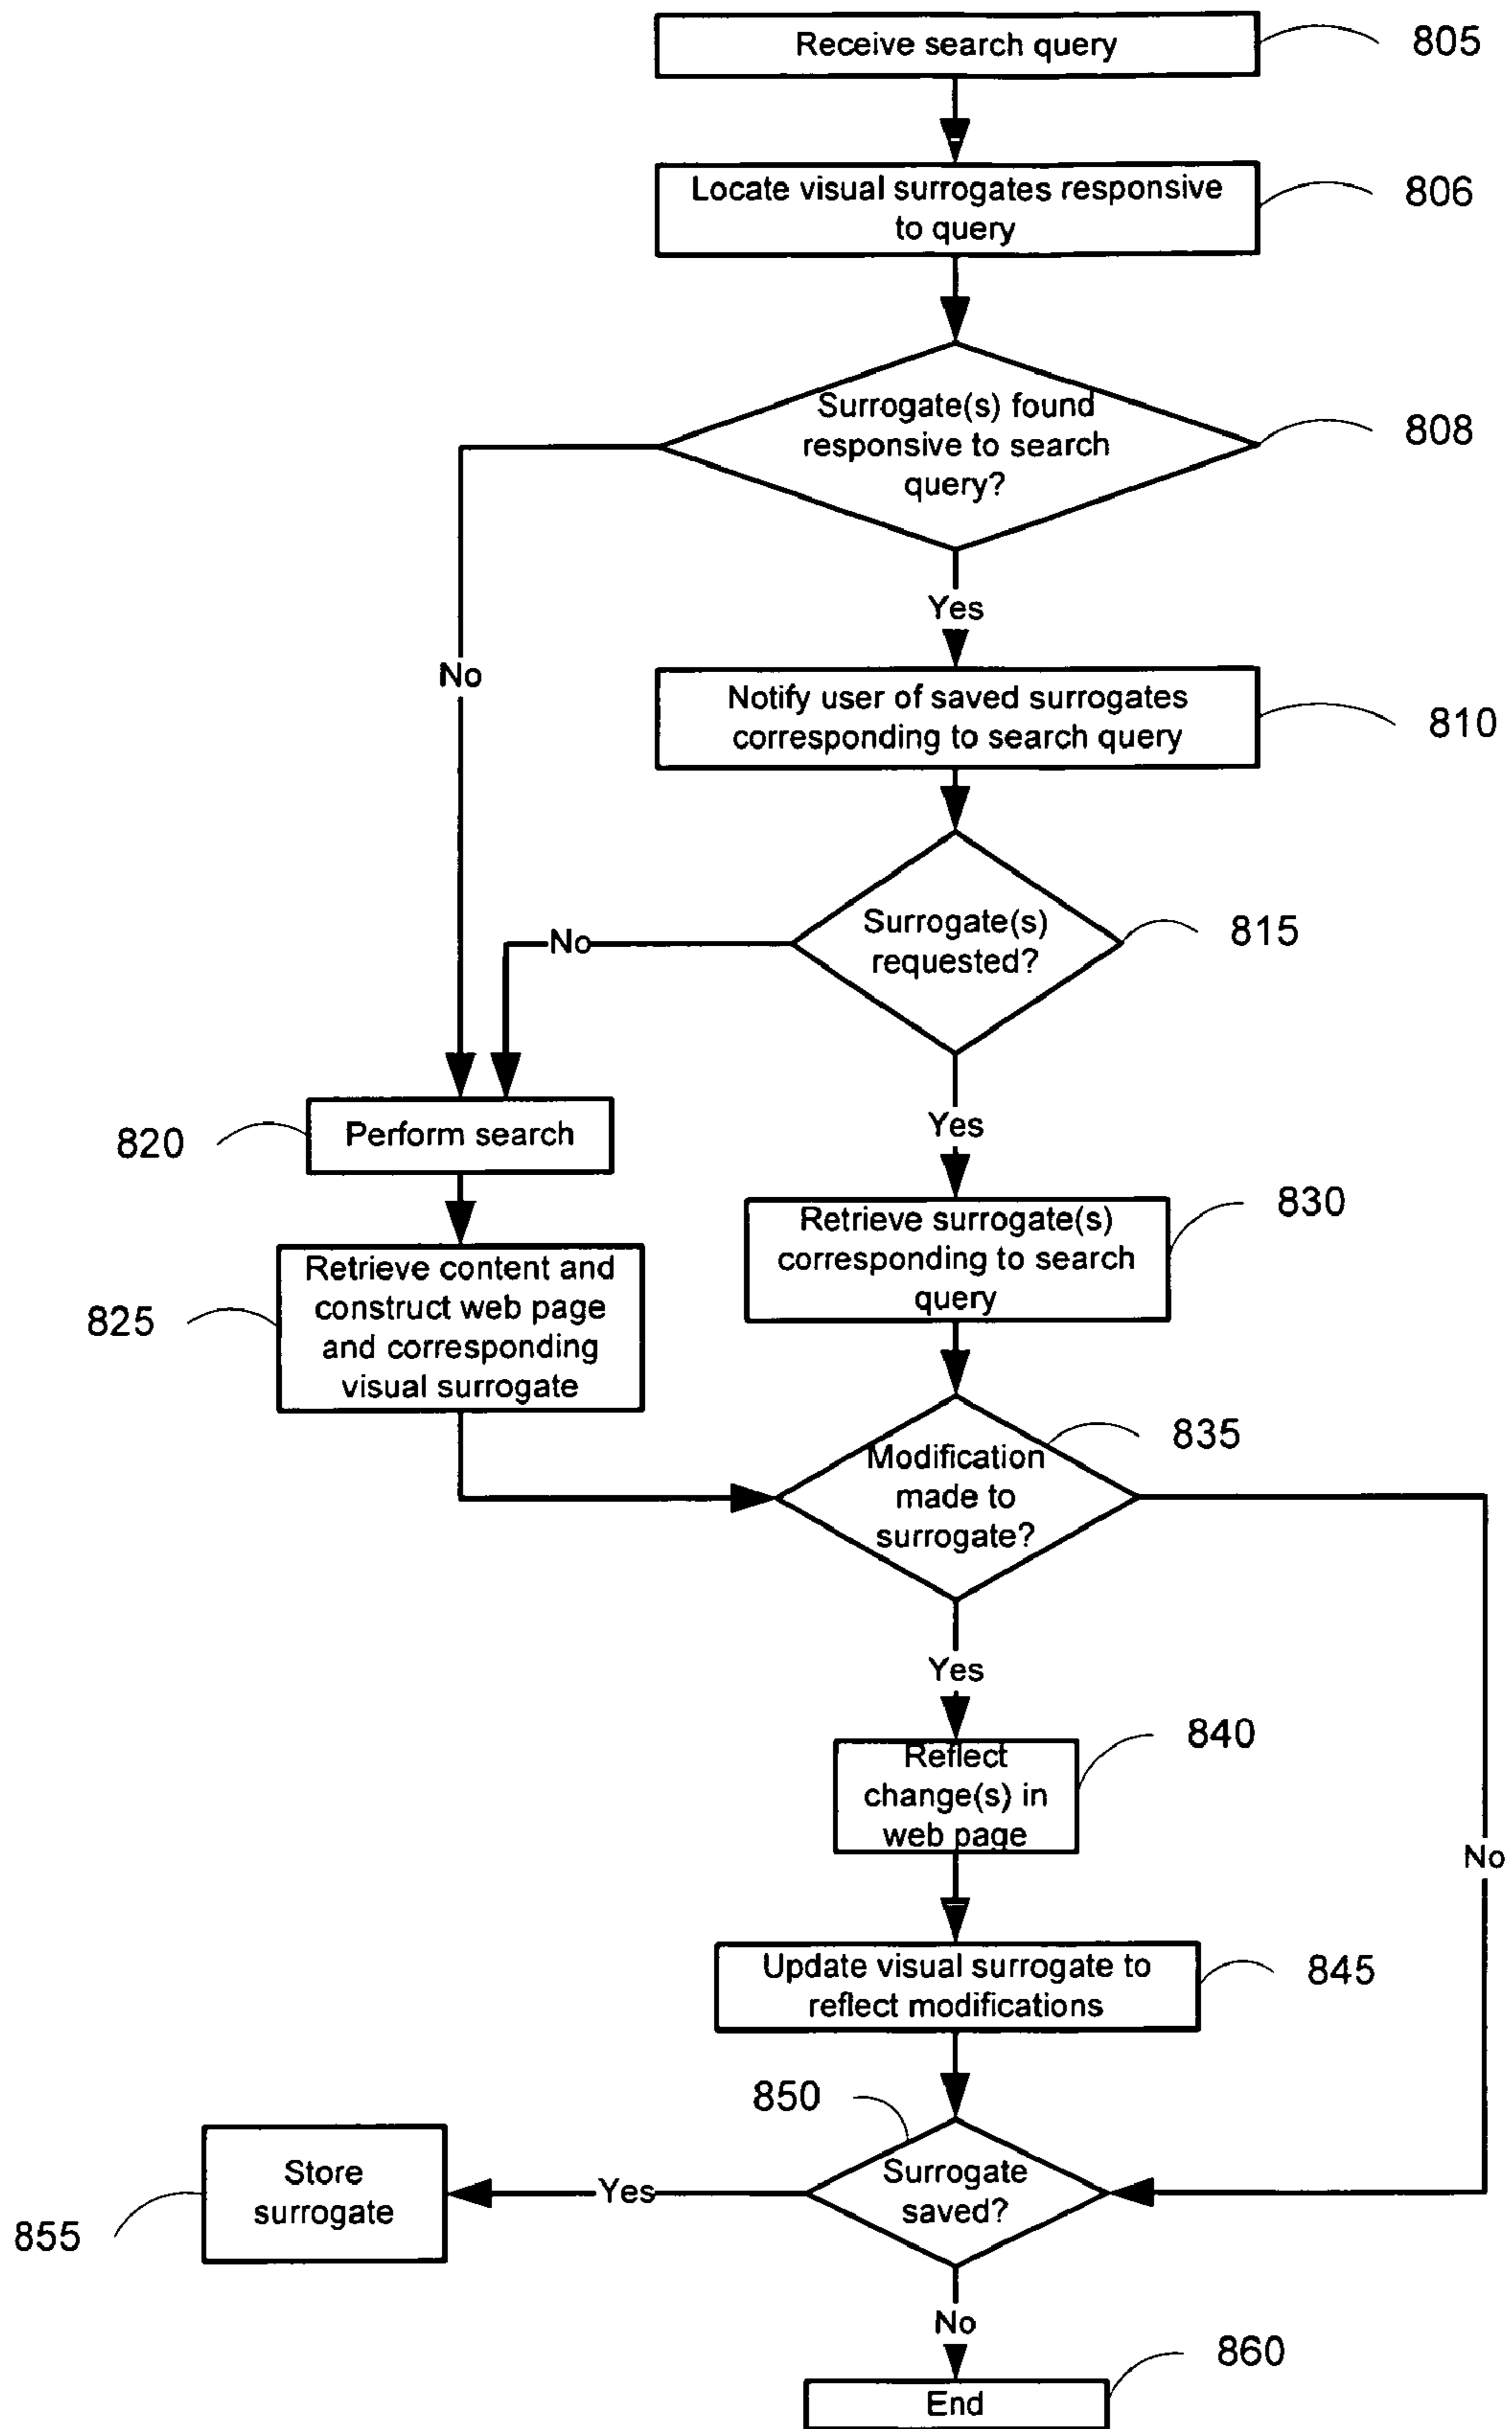 Receive search query
805
Locate visual surrogates responsive
to query
806
Surrogate(s) found
responsive to search
query?
808
Yes
No
Notify user of saved surrogates
corresponding to search query
810
Surrogate(s)
requested?
815
No
Yes
820
Perform search
830
Retrieve surrogate(s)
corresponding to search
query
825
Retrieve content and
construct web page
and corresponding
visual surrogate
835
Modification
made to
surrogate?
Yes
840
Reflect
change(s) in
web page
No
Update visual surrogate to
reflect modifications
845
850
Surrogate
saved?
Yes
Store
surrogate
855
No
860
End